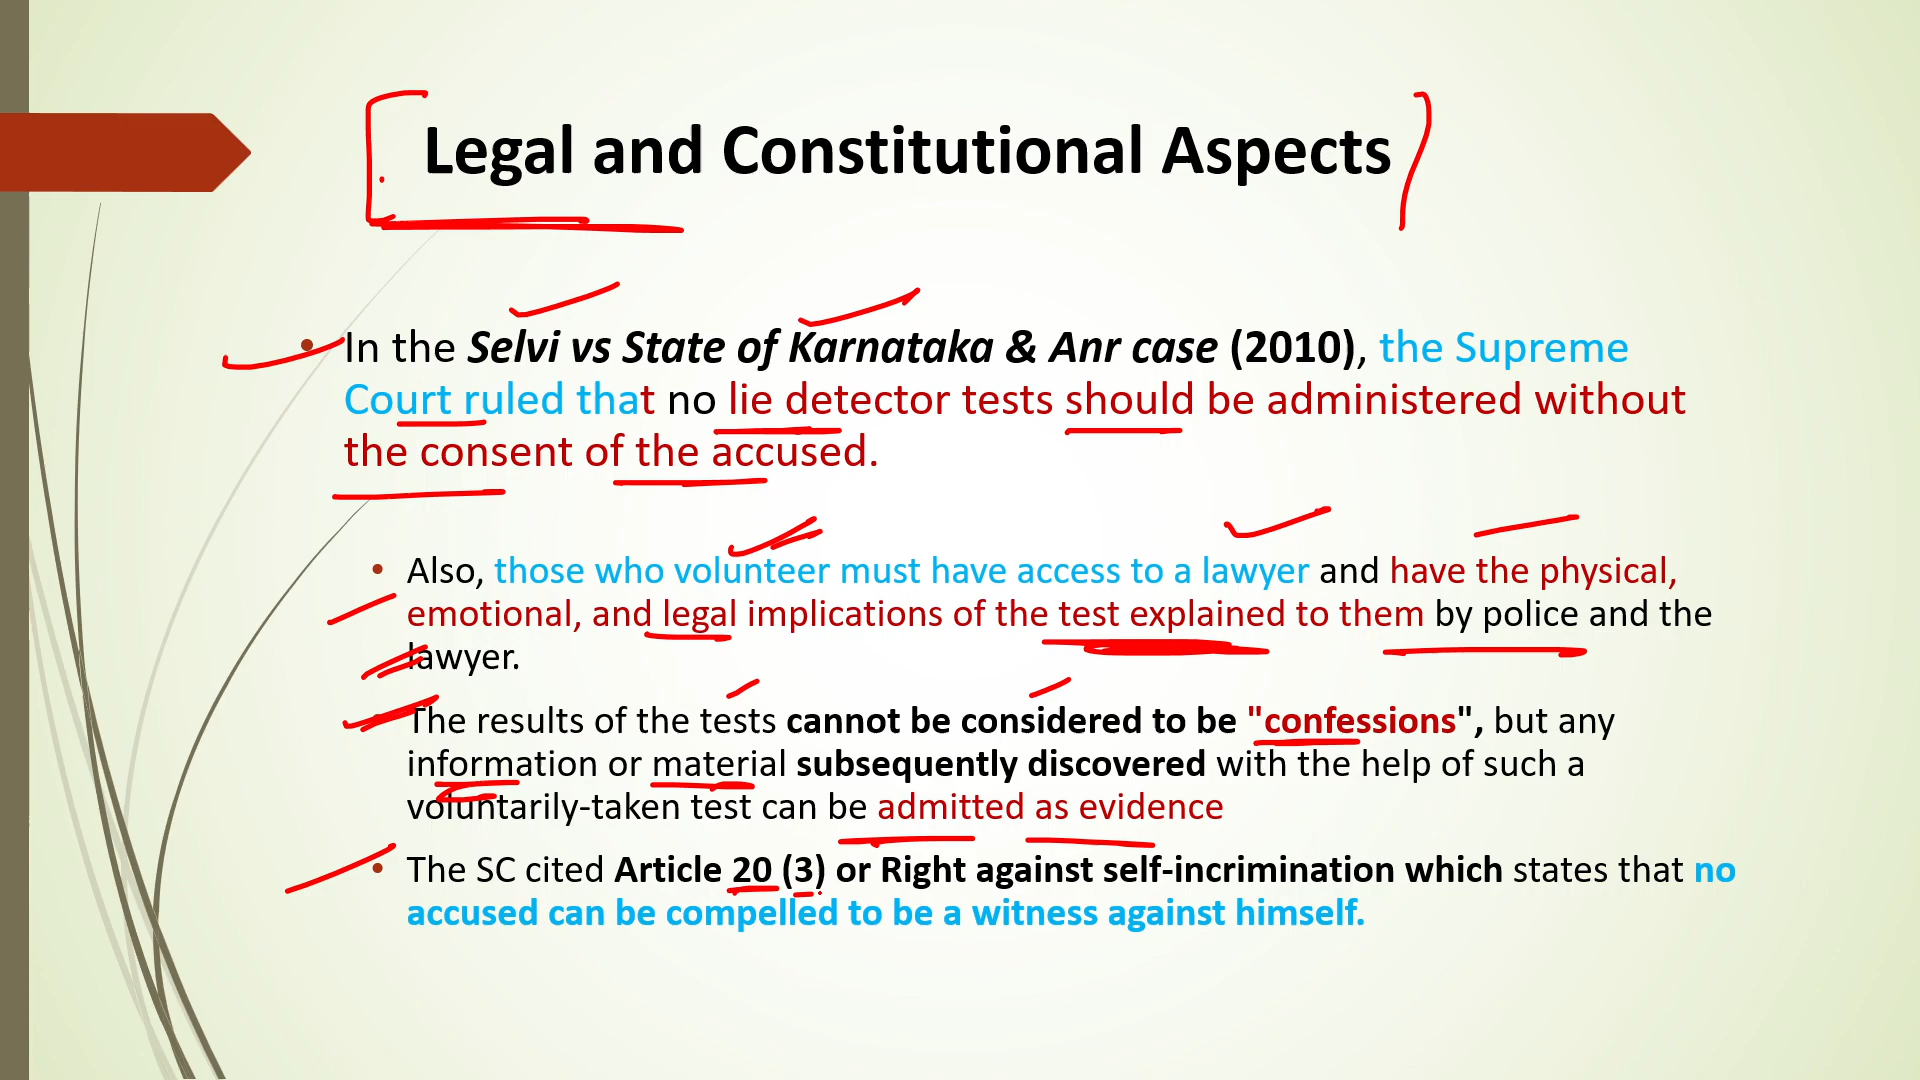 Legal and Constitutional Aspects
• In the Selvi vs State of Karnataka & Anr case (2010), the Supreme
Court ruled that no lie detector tests should be administered without
the consent of the accused.
• Also, those who volunteer must have access to a lawyer and have the physical,
emotional, and legal implications of the test explained to them by police and the
lawyer.
The results of the tests cannot be considered to be "confessions", but any
information or material subsequently discovered with the help of such a
voluntarily-taken test can be admitted as evidence
• The SC cited Article 20 (3) or Right against self-incrimination which states that no
accused can be compelled to be a witness against himself.